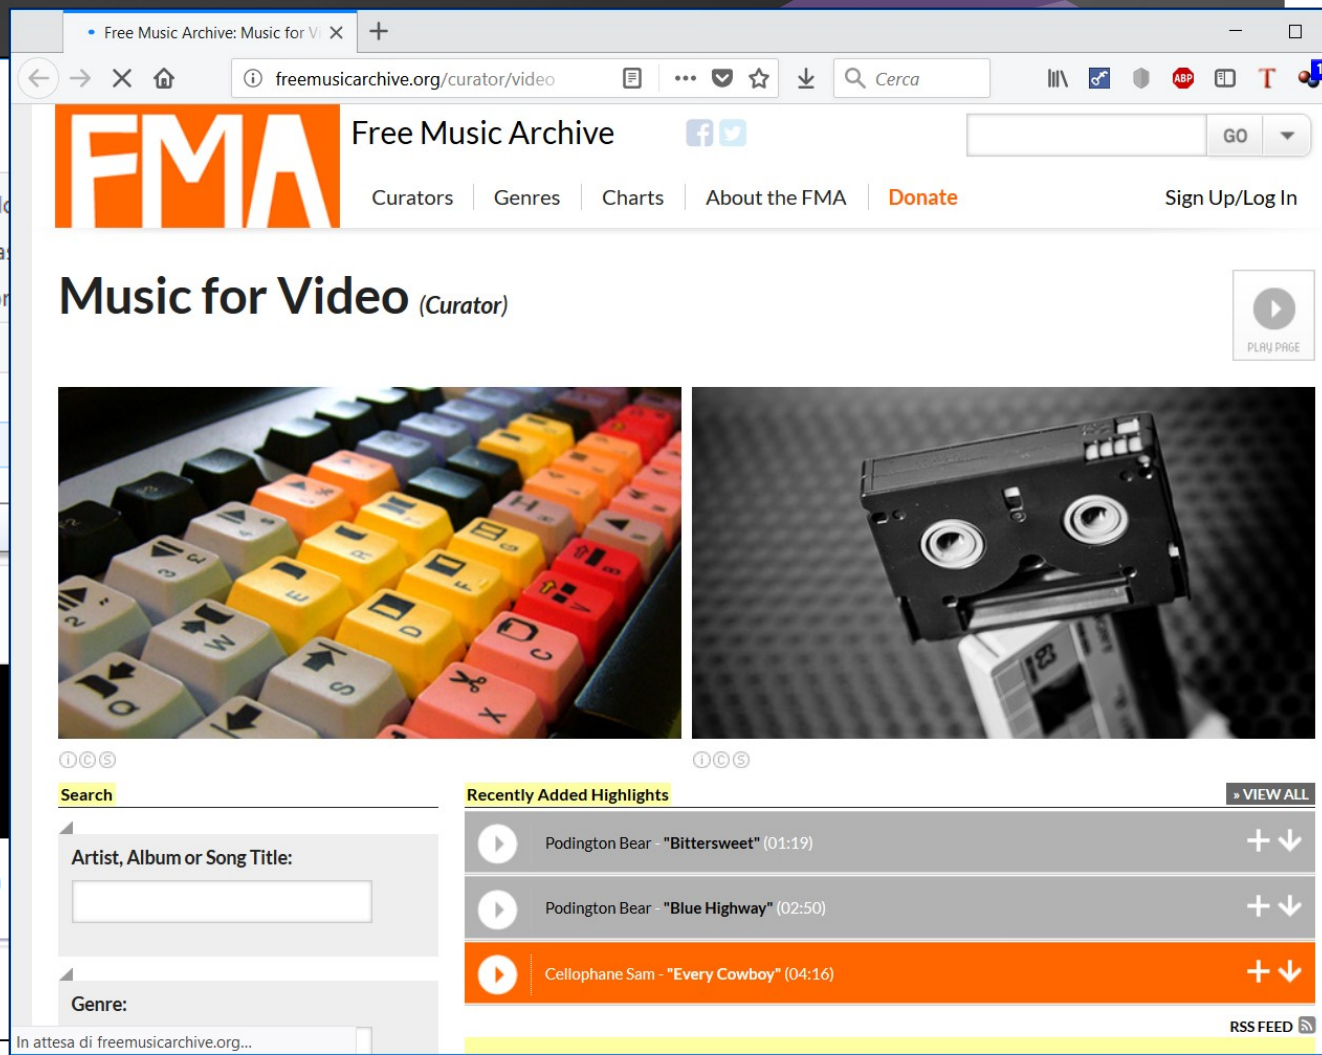 Free Music Archive: Music for Vi
freemusicarchive.org/curator/video
Cerca
ABP
T
1
FMA
Free Music Archive
GO
Curators
Genres
Charts
About the FMA
Donate
Sign Up/Log In
Music for Video (Curator)
PLAY PAGE
Search
Artist, Album or Song Title:
Genre:
Recently Added Highlights
» VIEW ALL
Podington Bear - "Bittersweet" (01:19)
Podington Bear - "Blue Highway" (02:50)
Cellophane Sam - "Every Cowboy" (04:16)
RSS FEED
In attesa di freemusicarchive.org...